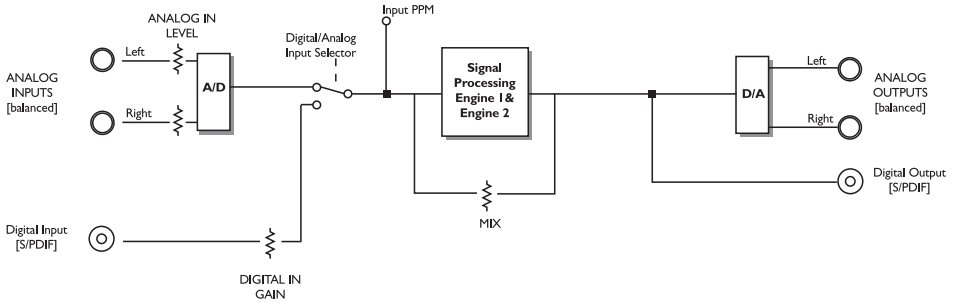 ANALOG IN
LEVEL
Input PPM
Digital/Analog
Input Selector
ANALOG
INPUTS
[balanced]
Left
Right
A/D
Signal
Processing
Engine 1&
Engine 2
D/A
Left
Right
ANALOG
OUTPUTS
[balanced]
Digital Output
[S/PDIF]
MIX
Digital Input
[S/PDIF]
DIGITAL IN
GAIN